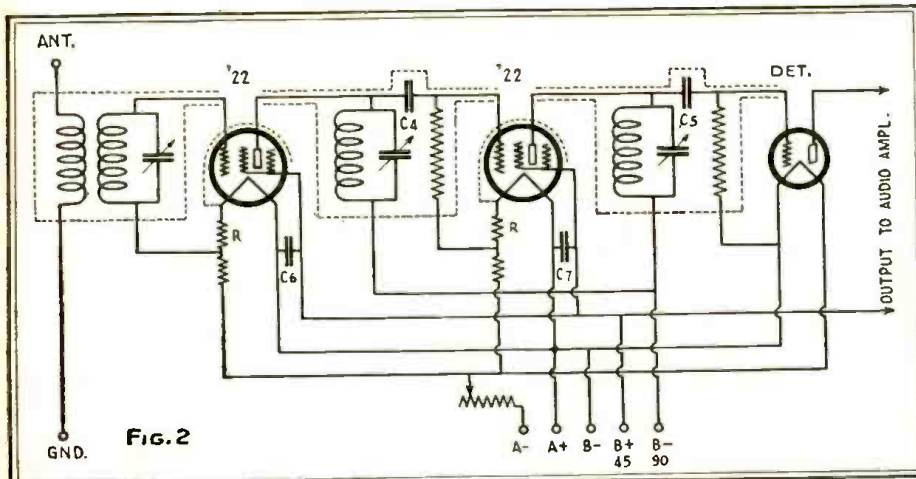 ANT.
'22
'22
DET.
C4
C5
R
C6
R
C7
OUTPUT TO AUDIO AMPL.
FIG. 2
GND.
A- A+ B- B+ B-
45 90